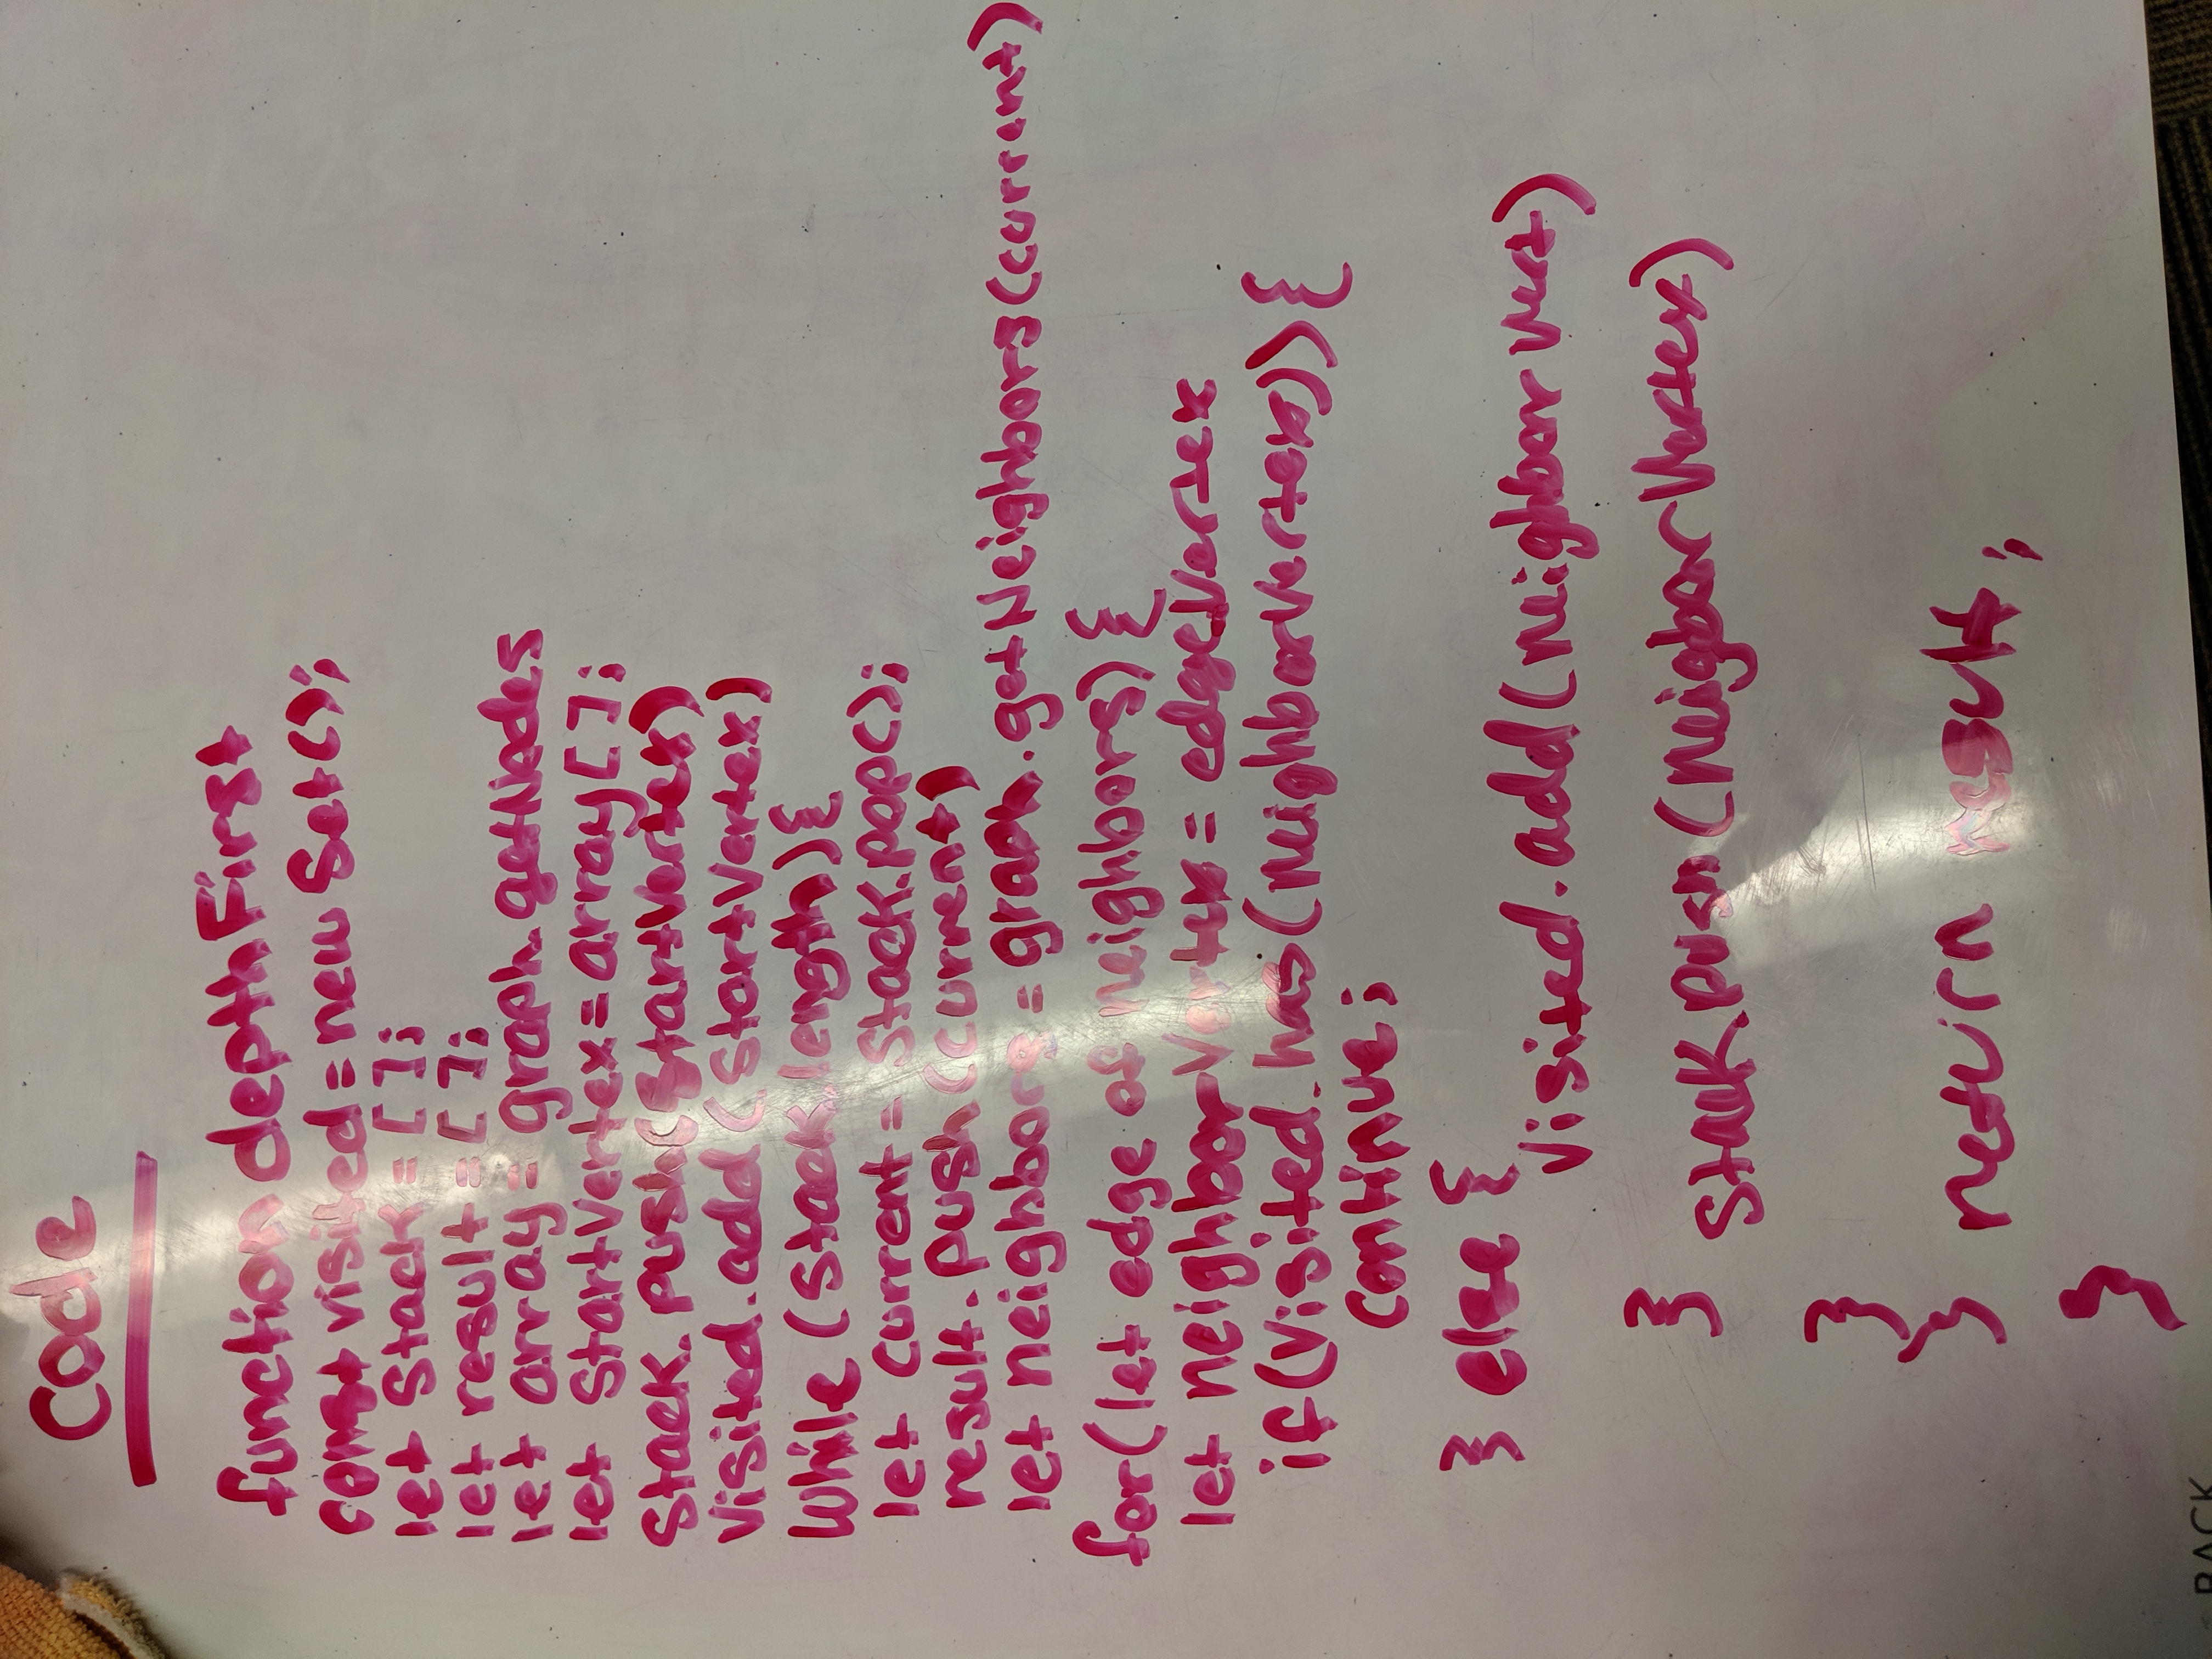 Code
function depthFirst
const visited = new Set();
let Stack = [ ];
let result = [ ];
let array = graph.getNodes
let StartVertex = array[ ];
Stack.push(StartVertex)
Visited.add(StartVertex)
While (Stack.length){
let current = Stack.pop();
result.push(current)
let neighbors = graph.getNeighbors(current)
for(let edge of neighbors){
let neighborVertex = edge.Vertex
if(Visited.has(neighborVertex)){
continue;
} else {
Visited.add(neighborVert)
}
Stack.push(NeigborVertex)
}
} return result;
}
BACK